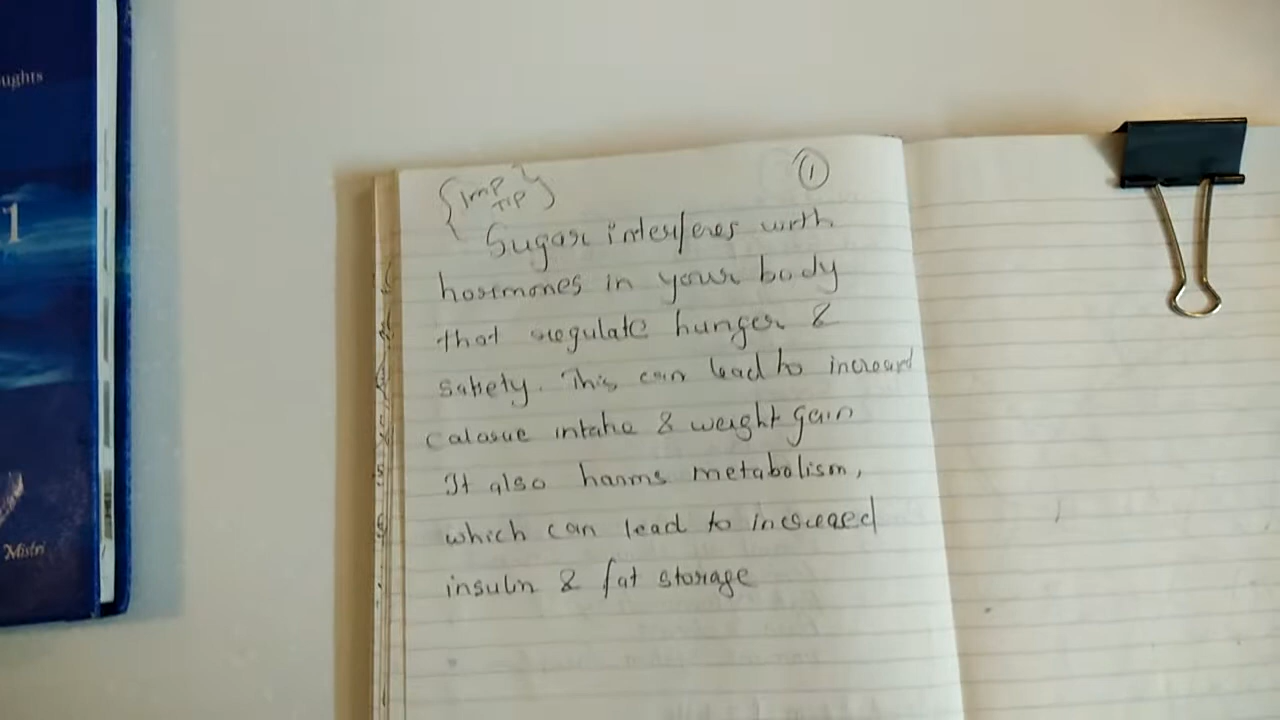 ughts
1
Mistri
{Imp
TIP}
1
Sugar interferes with
hormones in your body
that regulate hunger &
satiety. This can lead to increased
calorie intake & weight gain
It also harms metabolism,
which can lead to increased
insulin & fat storage